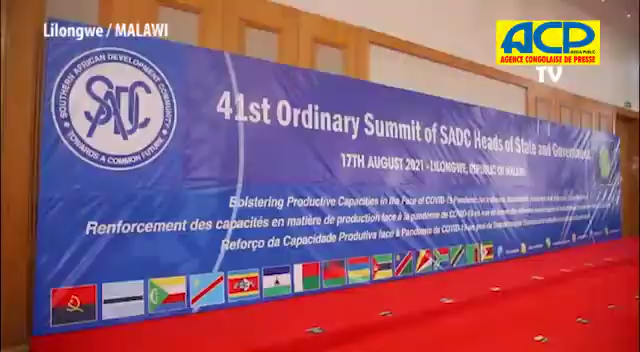 Lilongwe / MALAWI
ACP
MEDIA PUBLIC
AGENCE CONGOLAISE DE PRESSE
TV
SOUTHERN AFRICAN DEVELOPMENT COMMUNITY
SADC
TOWARDS A COMMON FUTURE
41st Ordinary Summit of SADC Heads of State and Government
17TH AUGUST 2021 - LILONGWE, REPUBLIC OF MALAWI
Bolstering Productive Capacities in the Face of COVID-19 Pandemic
Renforcement des capacités en matière de production face à la pandémie de COVID-19
Reforço da Capacidade Produtiva face à Pandemia do COVID-19